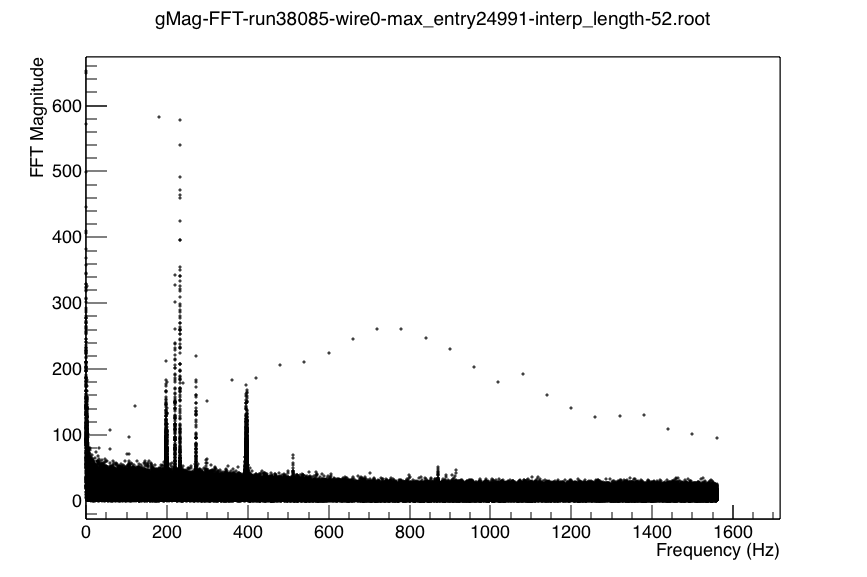 gMag-FFT-run38085-wire0-max_entry24991-interp_length-52.root
FFT Magnitude
600
500
400
300
200
100
0
0 200 400 600 800 1000 1200 1400 1600
Frequency (Hz)